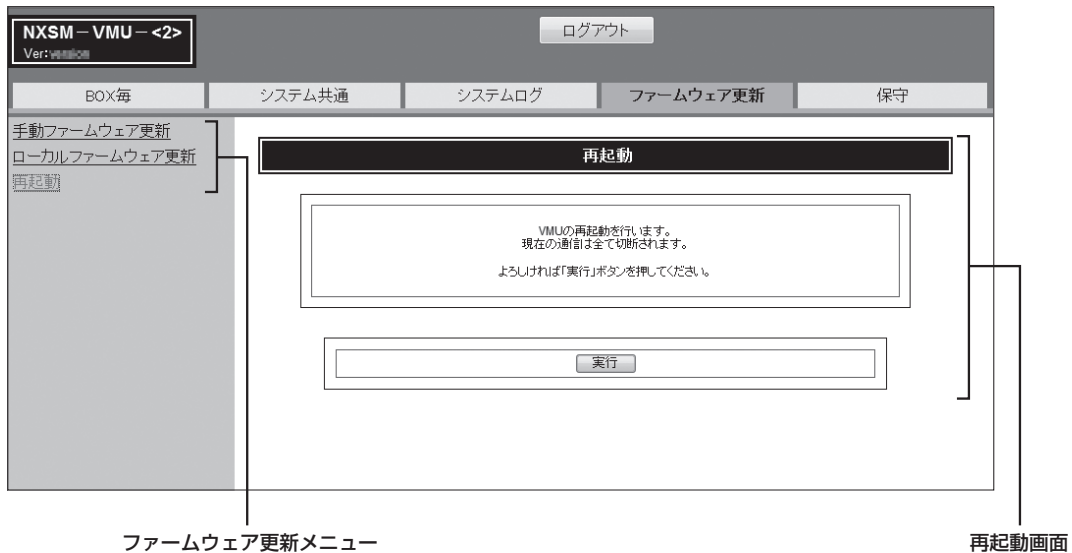 NXSM－VMU－<2>
Ver:
ログアウト
BOX毎
システム共通
システムログ
ファームウェア更新
保守
手動ファームウェア更新
ローカルファームウェア更新
再起動
再起動
VMUの再起動を行います。
現在の通信は全て切断されます。
よろしければ「実行」ボタンを押してください。
実行
ファームウェア更新メニュー
再起動画面